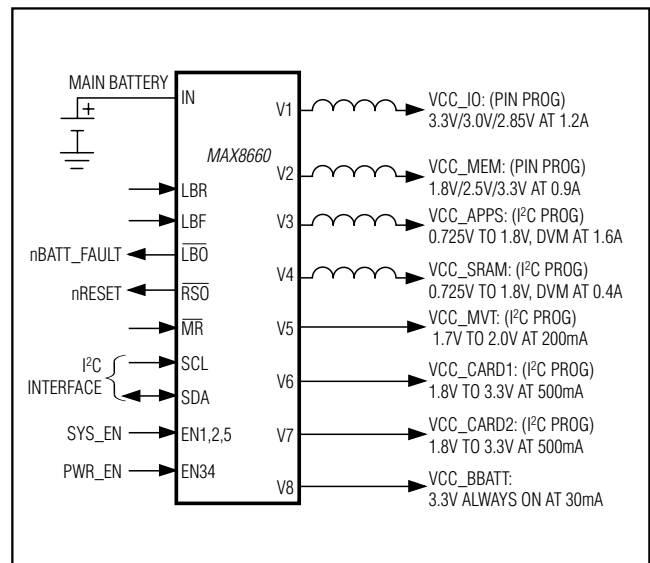 MAIN BATTERY
+
IN
MAX8660
LBR
LBF
nBATT_FAULT
L̅B̅O̅
nRESET
R̅S̅O̅
M̅R̅
I²C
INTERFACE
SCL
SDA
SYS_EN
EN1,2,5
PWR_EN
EN34
V1
VCC_IO: (PIN PROG)
3.3V/3.0V/2.85V AT 1.2A
V2
VCC_MEM: (PIN PROG)
1.8V/2.5V/3.3V AT 0.9A
V3
VCC_APPS: (I²C PROG)
0.725V TO 1.8V, DVM AT 1.6A
V4
VCC_SRAM: (I²C PROG)
0.725V TO 1.8V, DVM AT 0.4A
V5
VCC_MVT: (I²C PROG)
1.7V TO 2.0V AT 200mA
V6
VCC_CARD1: (I²C PROG)
1.8V TO 3.3V AT 500mA
V7
VCC_CARD2: (I²C PROG)
1.8V TO 3.3V AT 500mA
V8
VCC_BBATT:
3.3V ALWAYS ON AT 30mA